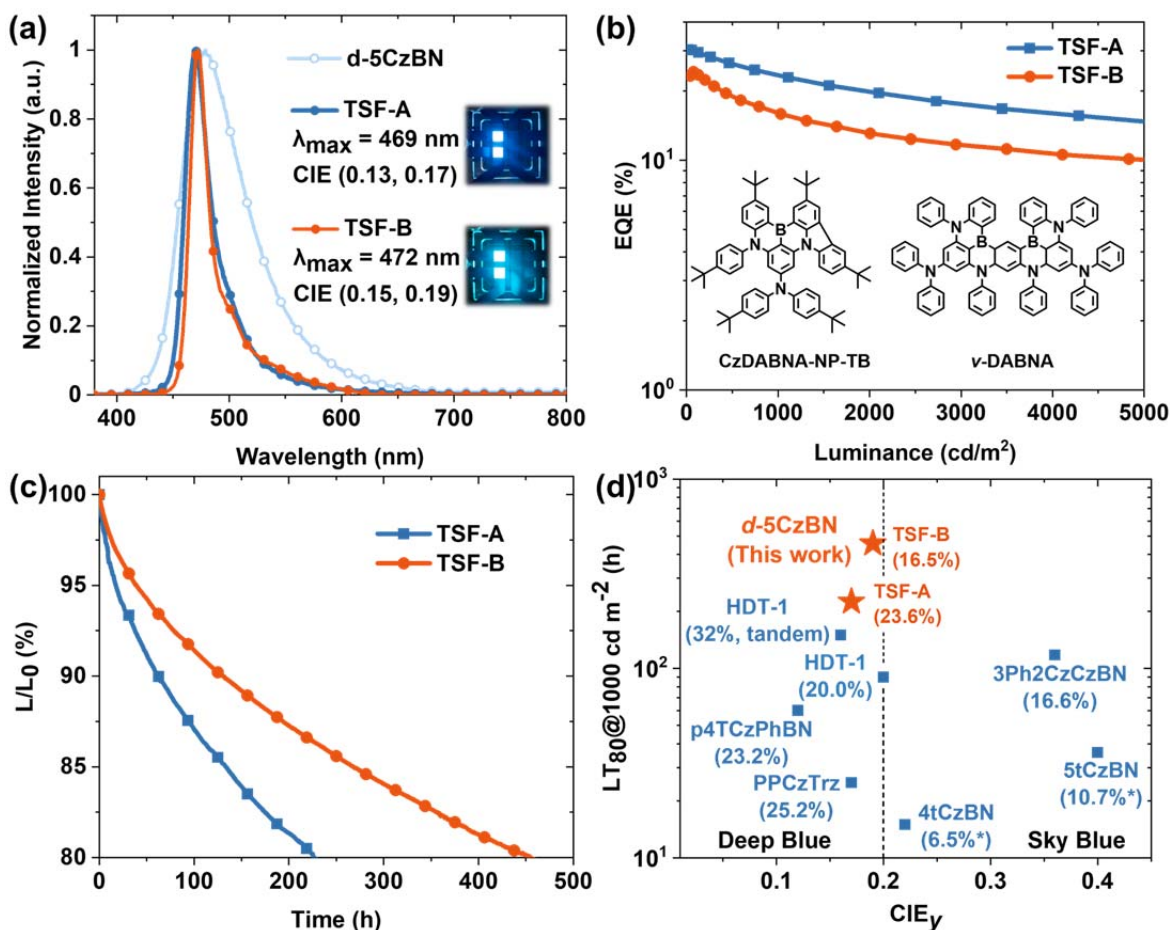 (a)
d-5CzBN
TSF-A
λmax = 469 nm
CIE (0.13, 0.17)
TSF-B
λmax = 472 nm
CIE (0.15, 0.19)
Normalized Intensity (a.u.)
1
0.8
0.6
0.4
0.2
0
400 500 600 700 800
Wavelength (nm)
(b)
TSF-A
TSF-B
EQE (%)
10¹
10⁰
B
N
N
N
CzDABNA-NP-TB
N
N
B
B
N
N
N
N
v-DABNA
0 1000 2000 3000 4000 5000
Luminance (cd/m²)
(c)
TSF-A
TSF-B
L/L₀ (%)
100
95
90
85
80
0 100 200 300 400 500
Time (h)
(d)
LT₈₀@1000 cd m⁻² (h)
10³
10²
10¹
d-5CzBN
(This work)
TSF-B
(16.5%)
TSF-A
(23.6%)
HDT-1
(32%, tandem)
HDT-1
(20.0%)
3Ph2CzCzBN
(16.6%)
p4TCzPhBN
(23.2%)
PPCzTrz
(25.2%)
4tCzBN
(6.5%*)
5tCzBN
(10.7%*)
Deep Blue
Sky Blue
0.1 0.2 0.3 0.4
CIEy